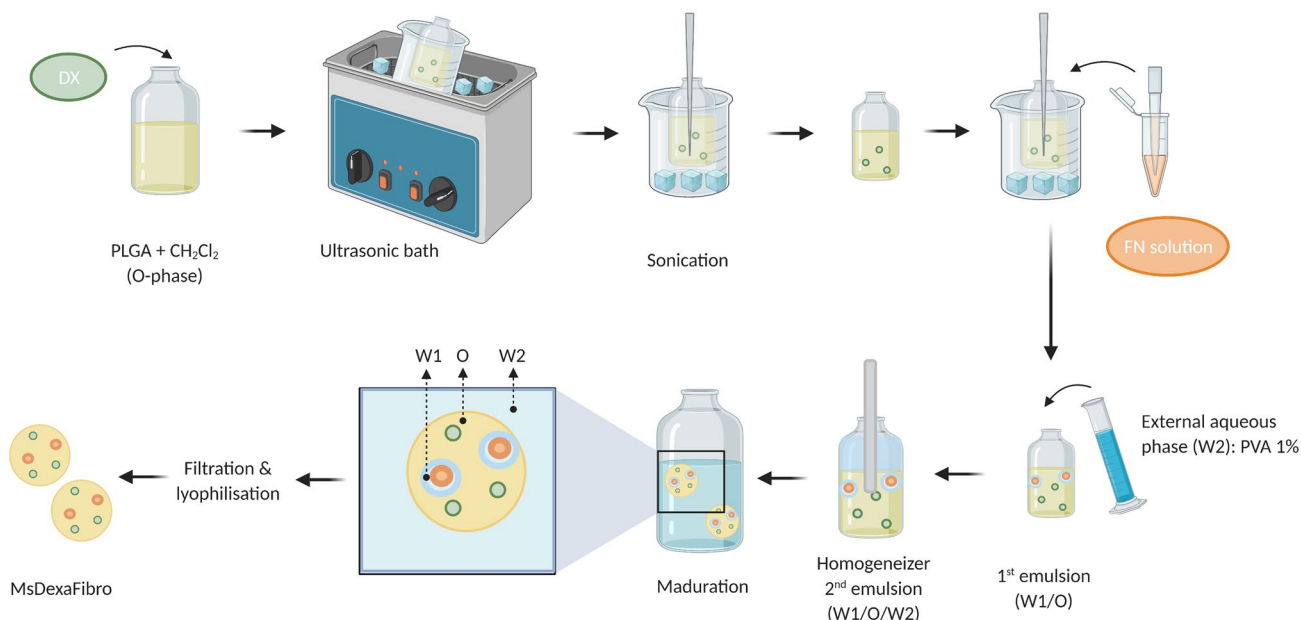 DX
PLGA + CH₂Cl₂
(O-phase)
Ultrasonic bath
Sonication
FN solution
External aqueous
phase (W2): PVA 1%
1st emulsion
(W1/O)
Homogeneizer
2nd emulsion
(W1/O/W2)
Maduration
W1 O W2
Filtration &
lyophilisation
MsDexaFibro